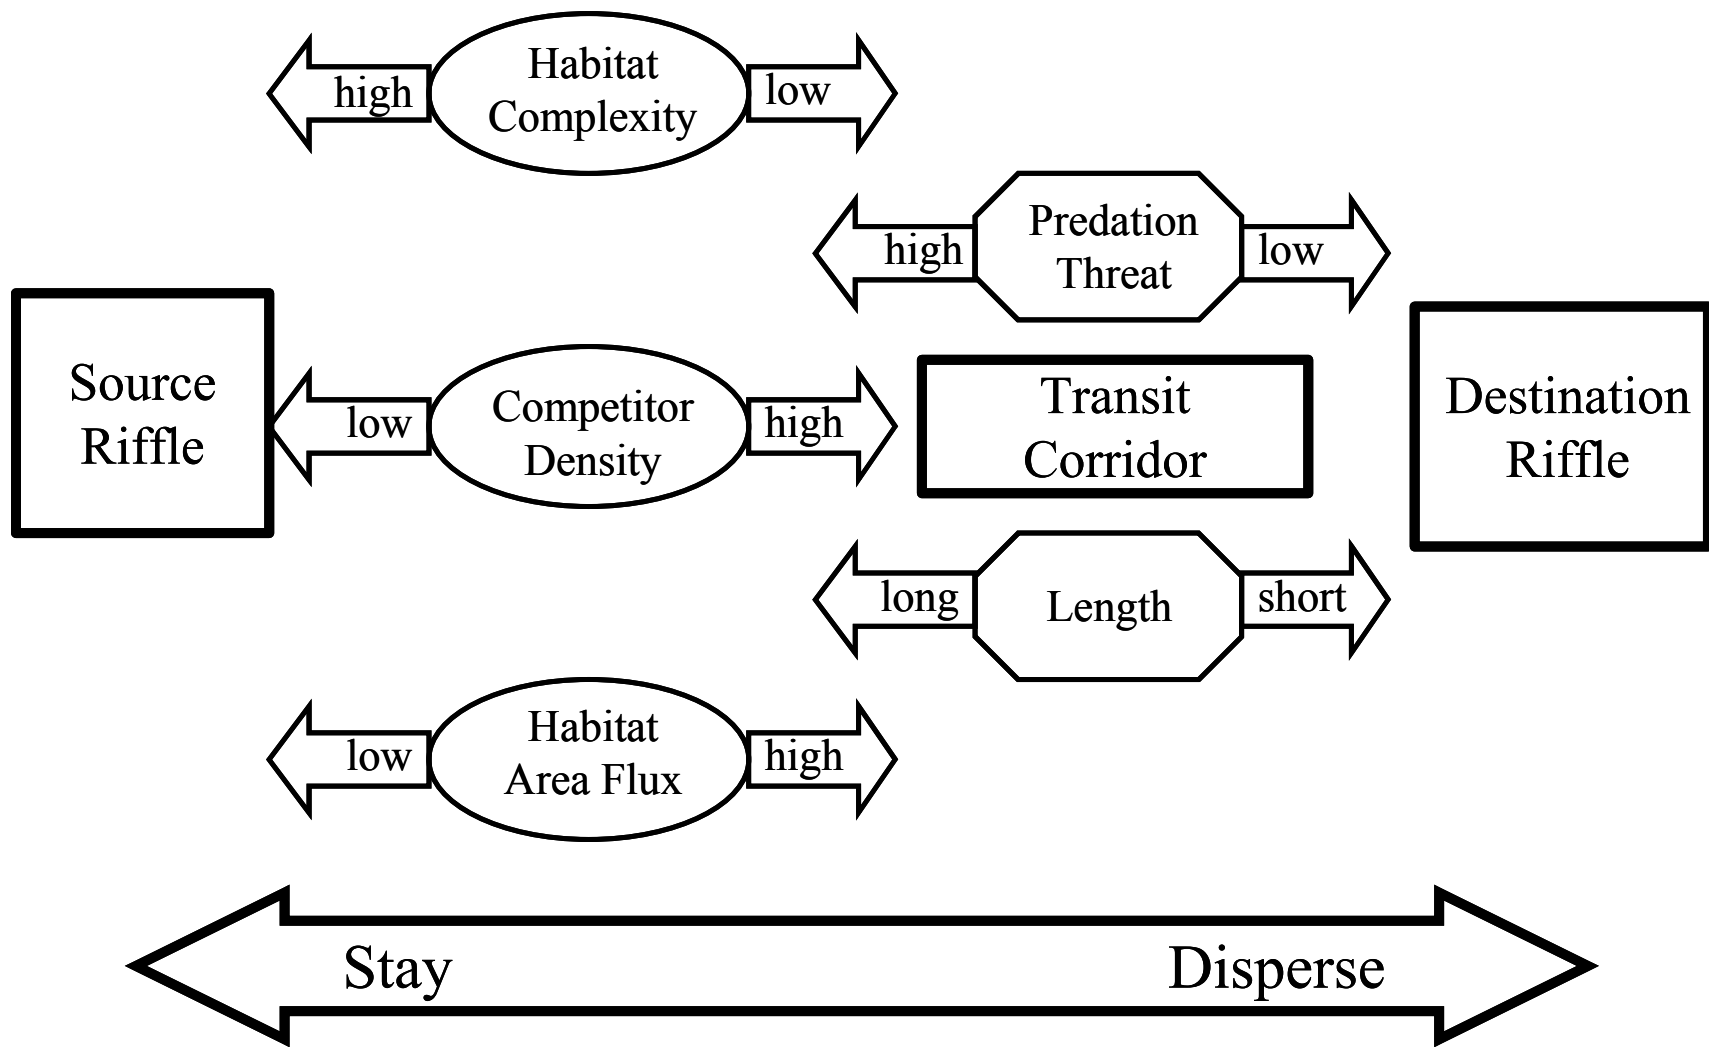 Habitat
Complexity
high
low
Predation
Threat
high
low
Source
Riffle
low
Competitor
Density
high
Transit
Corridor
Destination
Riffle
long
Length
short
Habitat
Area Flux
low
high
Stay
Disperse